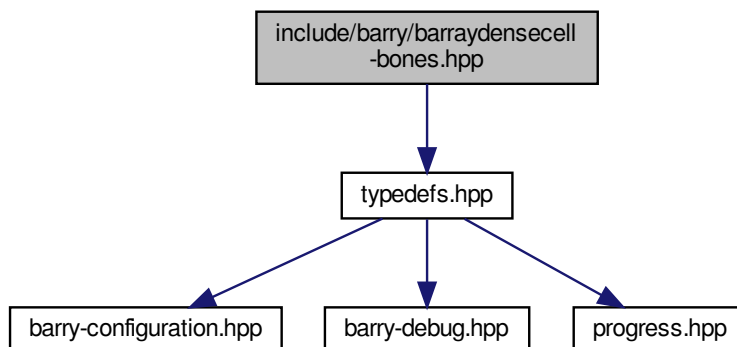 include/barry/barraydensecell
-bones.hpp
typedefs.hpp
barry-configuration.hpp
barry-debug.hpp
progress.hpp